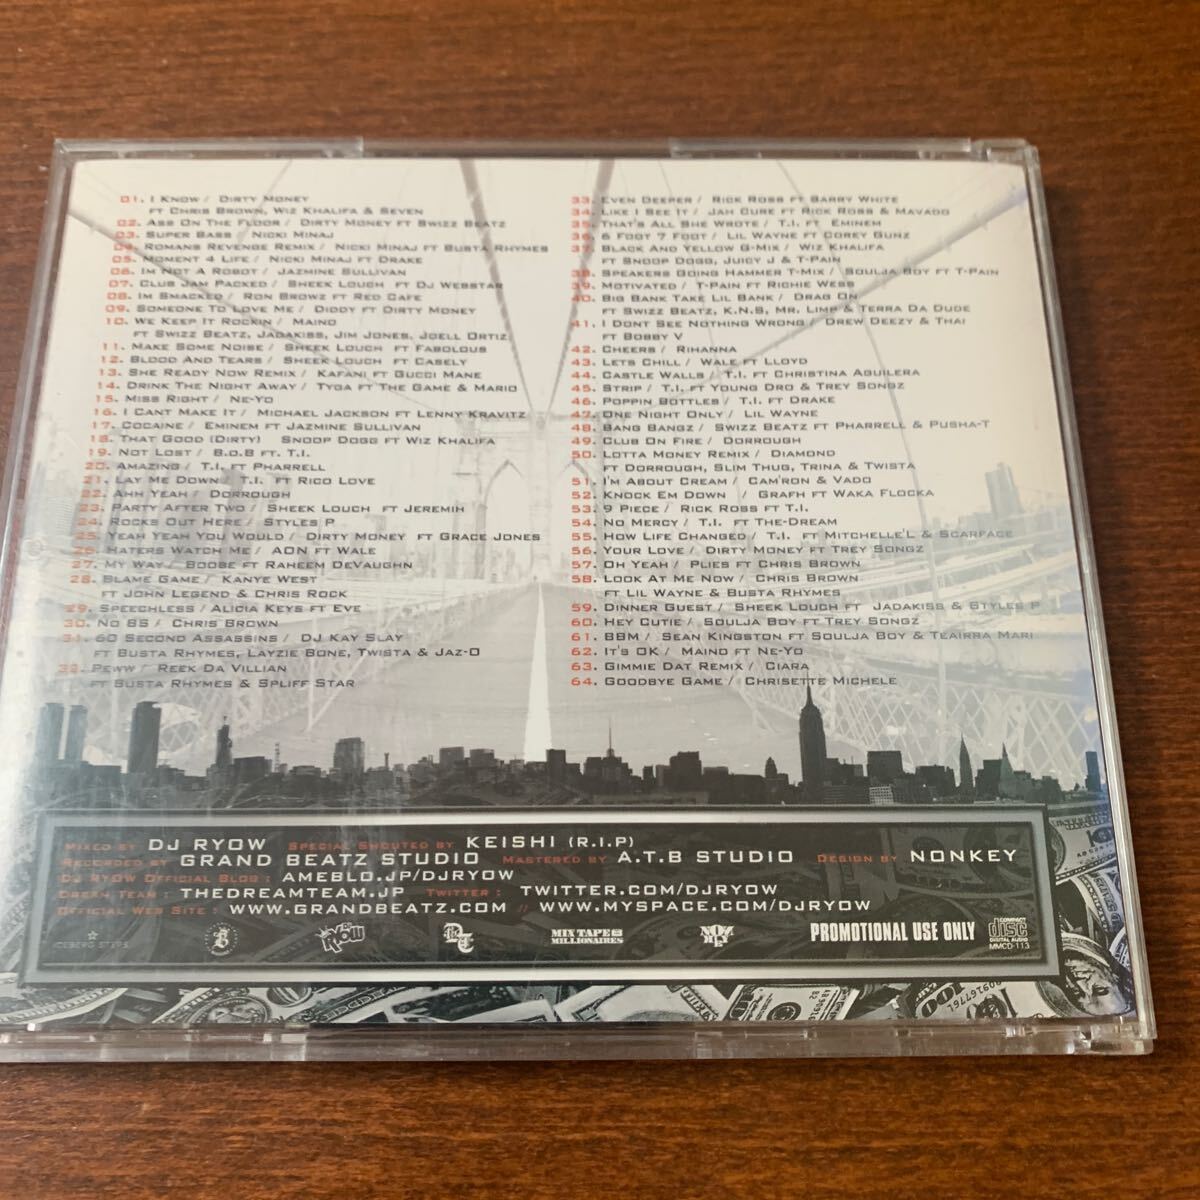 01. I Know / Dirty Money
ft Chris Brown, Wiz Khalifa & Seven
02. Ass On The Floor / Dirty Money ft Swizz Beatz
03. Super Bass / Nicki Minaj
04. Romans Revenge Remix / Nicki Minaj ft Busta Rhymes
05. Moment 4 Life / Nicki Minaj ft Drake
06. Im Not A Robot / Jazmine Sullivan
07. Club Jam Packed / Sheek Louch ft DJ Webstar
08. Im Smacked / Ron Browz ft Red Cafe
09. Someone To Love Me / Diddy ft Dirty Money
10. We Keep It Rockin / Maino
ft Swizz Beatz, Jadakiss, Jim Jones, Joell Ortiz
11. Make Some Noise / Sheek Louch ft Fabolous
12. Blood And Tears / Sheek Louch ft Casely
13. She Ready Now Remix / Kafani ft Gucci Mane
14. Drink The Night Away / Tyga ft The Game & Mario
15. Miss Right / Ne-Yo
16. I Cant Make It / Michael Jackson ft Lenny Kravitz
17. Cocaine / Eminem ft Jazmine Sullivan
18. That Good (Dirty) Snoop Dogg ft Wiz Khalifa
19. Not Lost / B.o.B ft. T.I.
20. Amazing / T.I. ft Pharrell
21. Lay Me Down / T.I. ft Rico Love
22. Ahh Yeah / Dorrough
23. Party After Two / Sheek Louch ft Jeremih
24. Rocks Out Here / Styles P
25. Yeah Yeah You Would / Dirty Money ft Grace Jones
26. Haters Watch Me / AON ft Wale
27. My Way / Boobe ft Raheem DeVaughn
28. Blame Game / Kanye West
ft John Legend & Chris Rock
29. Speechless / Alicia Keys ft Eve
30. No BS / Chris Brown
31. 60 Second Assassins / DJ Kay Slay
ft Busta Rhymes, Layzie Bone, Twista & Jaz-O
32. Peww / Reek Da Villian
ft Busta Rhymes & Spliff Star
33. Even Deeper / Rick Ross ft Barry White
34. Like I See It / Jah Cure ft Rick Ross & Mavado
35. That's All She Wrote / T.I. ft Eminem
36. 6 Foot 7 Foot / Lil Wayne ft Corey Gunz
37. Black And Yellow G-Mix / Wiz Khalifa
ft Snoop Dogg, Juicy J & T-Pain
38. Speakers Going Hammer T-Mix / Soulja Boy ft T-Pain
39. Motivated / T-Pain ft Richie Wess
40. Big Bank Take Lil Bank / Drag On
ft Swizz Beatz, K.N.S, Mr. Limp & Terra Da Dude
41. I Dont See Nothing Wrong / Drew Deezy & Thai
ft Bobby V
42. Cheers / Rihanna
43. Lets Chill / Wale ft Lloyd
44. Castle Walls / T.I. ft Christina Aguilera
45. Strip / T.I. ft Young Dro & Trey Songz
46. Poppin Bottles / T.I. ft Drake
47. One Night Only / Lil Wayne
48. Bang Bangz / Swizz Beatz ft Pharrell & Pusha-T
49. Club On Fire / Dorrough
50. Lotta Money Remix / Diamond
ft Dorrough, Slim Thug, Trina & Twista
51. I'm About Cream / Cam'ron & Vado
52. Knock Em Down / Grafh ft Waka Flocka
53. 9 Piece / Rick Ross ft T.I.
54. No Mercy / T.I. ft The-Dream
55. How Life Changed / T.I. ft Mitchelle'L & Scarface
56. Your Love / Dirty Money ft Trey Songz
57. Oh Yeah / Plies ft Chris Brown
58. Look At Me Now / Chris Brown
ft Lil Wayne & Busta Rhymes
59. Dinner Guest / Sheek Louch ft Jadakiss & Styles P
60. Hey Cutie / Soulja Boy ft Trey Songz
61. BBM / Sean Kingston ft Soulja Boy & Teairra Mari
62. It's OK / Maino ft Ne-Yo
63. Gimmie Dat Remix / Ciara
64. Goodbye Game / Chrisette Michele
Mixed by DJ RYOW Special Shouted by KEISHI (R.I.P)
Recorded by GRAND BEATZ STUDIO Mastered by A.T.B STUDIO Design by NONKEY
DJ RYOW Official Blog : AMEBLO.JP/DJRYOW
Dream Team : THEDREAMTEAM.JP Twitter : TWITTER.COM/DJRYOW
Official Web Site : WWW.GRANDBEATZ.COM // WWW.MYSPACE.COM/DJRYOW
ICEBERG STEPS
RYOW
MIX TAPE MILLIONAIRES
PROMOTIONAL USE ONLY
COMPACT disc DIGITAL AUDIO
MMCD-113